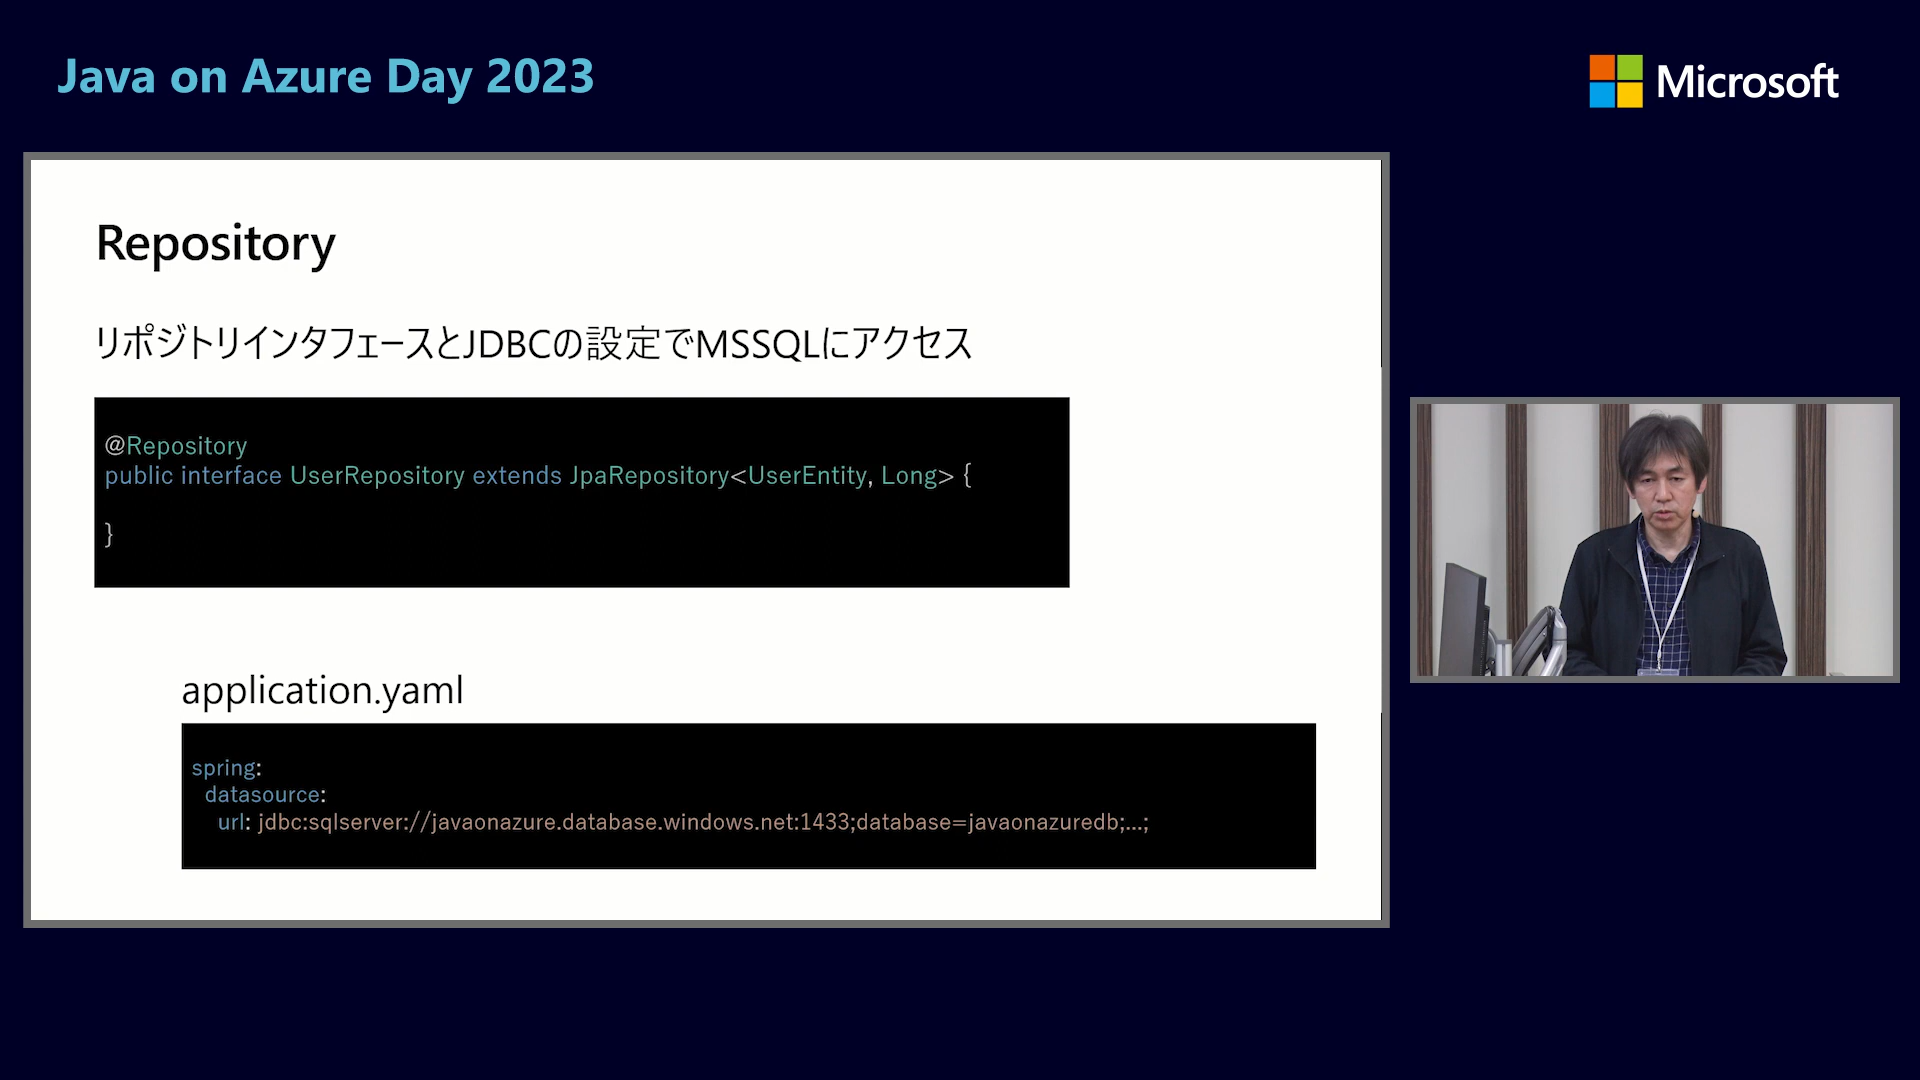 Java on Azure Day 2023
Microsoft
Repository
リポジトリインタフェースとJDBCの設定でMSSQLにアクセス
@Repository
public interface UserRepository extends JpaRepository<UserEntity, Long> {
}
application.yaml
spring:
datasource:
url: jdbc:sqlserver://javaonazure.database.windows.net:1433;database=javaonazuredb;...;